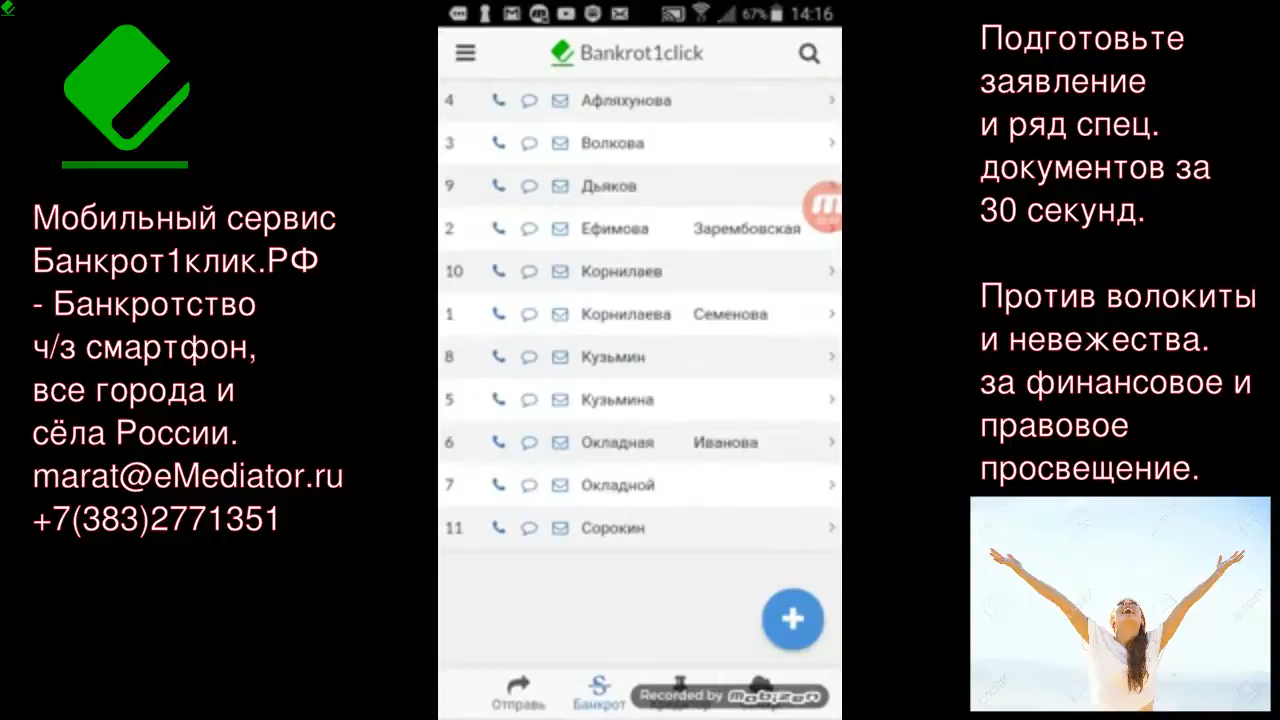 Мобильный сервис
Банкрот1клик.РФ
- Банкротство
ч/з смартфон,
все города и
сёла России.
marat@eMediator.ru
+7(383)2771351
67% 14:16
Bankrot1click
4 Афляхунова
3 Волкова
9 Дьяков
2 Ефимова Зарембовская
10 Корнилаев
1 Корнилаева Семенова
8 Кузьмин
5 Кузьмина
6 Окладная Иванова
7 Окладной
11 Сорокин
Отправь Банкрот
Recorded by Mobizen
Подготовьте
заявление
и ряд спец.
документов за
30 секунд.
Против волокиты
и невежества.
за финансовое и
правовое
просвещение.